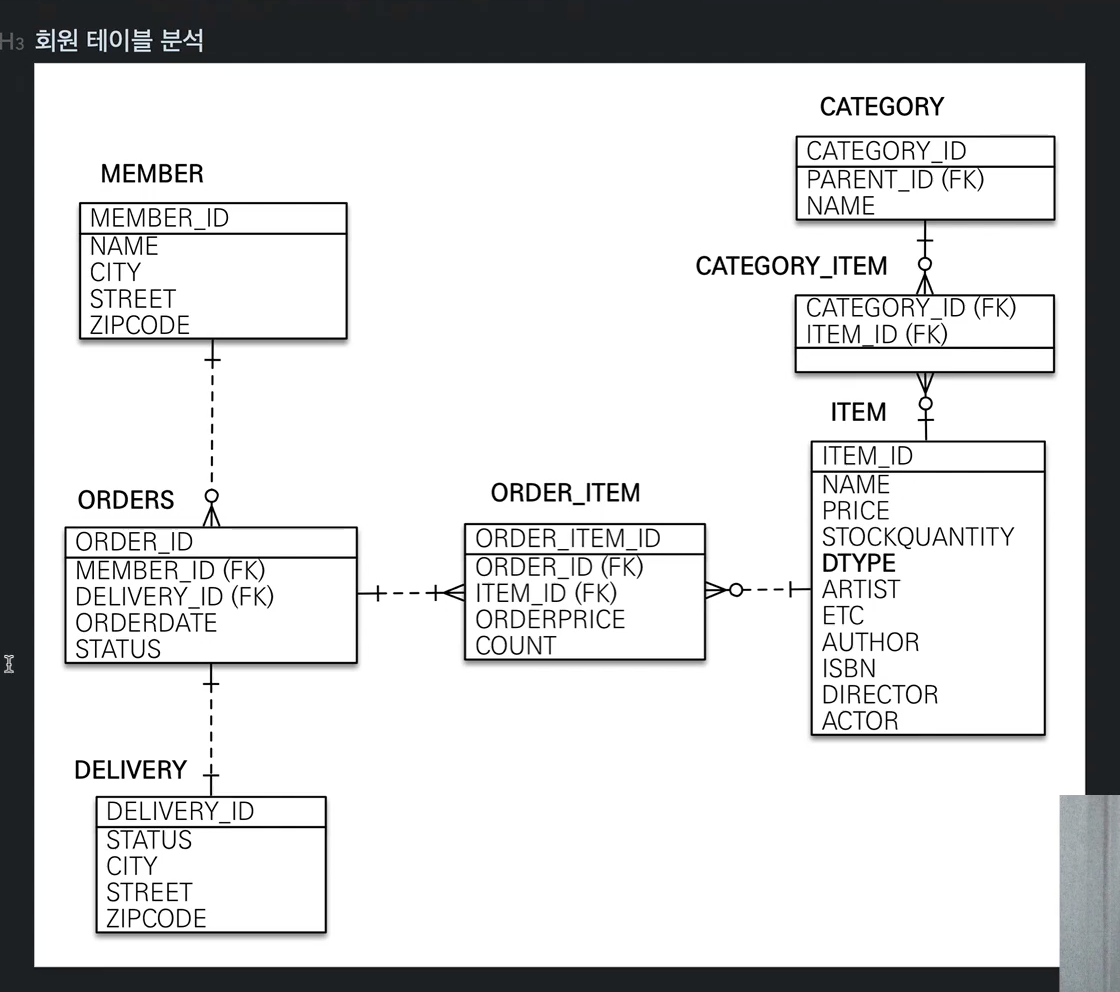 H3 회원 테이블 분석
MEMBER
MEMBER_ID
NAME
CITY
STREET
ZIPCODE
ORDERS
ORDER_ID
MEMBER_ID (FK)
DELIVERY_ID (FK)
ORDERDATE
STATUS
DELIVERY
DELIVERY_ID
STATUS
CITY
STREET
ZIPCODE
ORDER_ITEM
ORDER_ITEM_ID
ORDER_ID (FK)
ITEM_ID (FK)
ORDERPRICE
COUNT
CATEGORY
CATEGORY_ID
PARENT_ID (FK)
NAME
CATEGORY_ITEM
CATEGORY_ID (FK)
ITEM_ID (FK)
ITEM
ITEM_ID
NAME
PRICE
STOCKQUANTITY
DTYPE
ARTIST
ETC
AUTHOR
ISBN
DIRECTOR
ACTOR